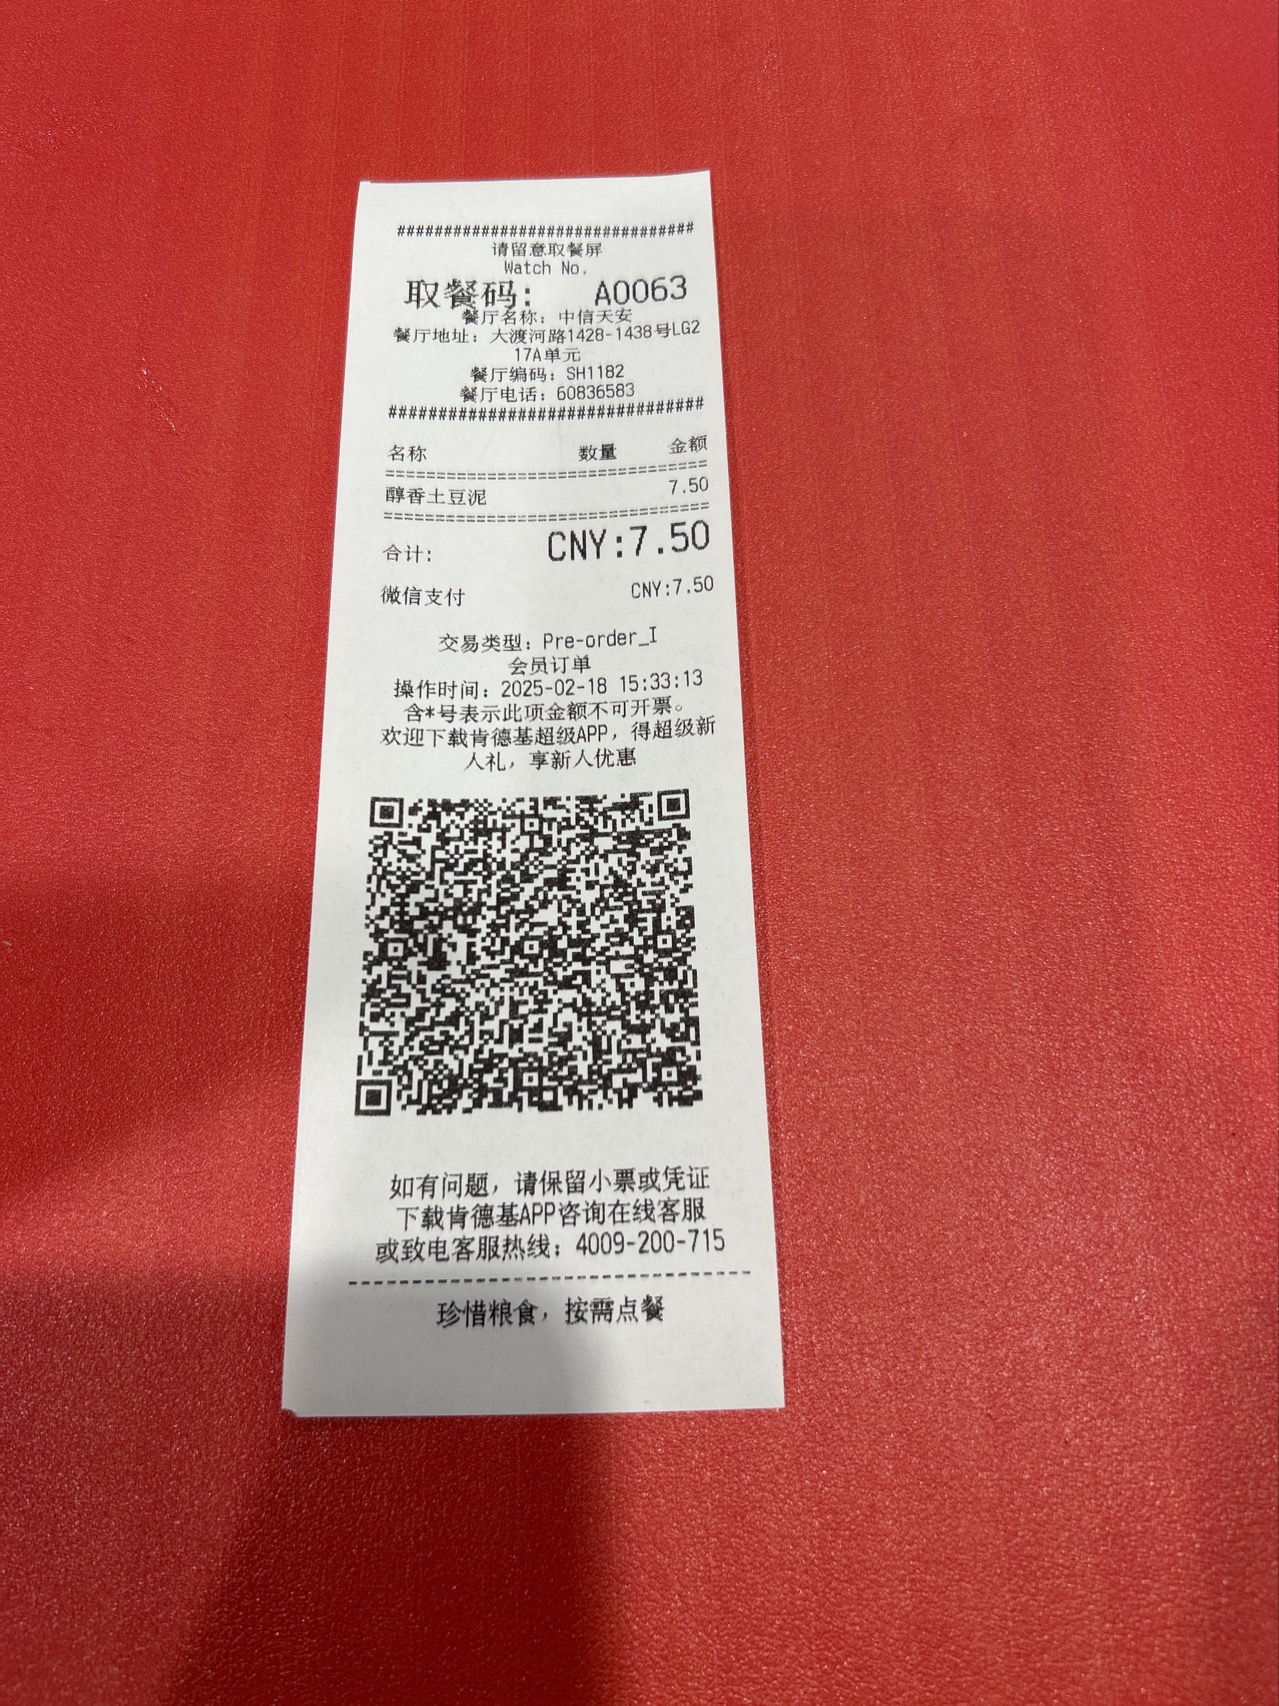 ################################
请留意取餐屏
Watch No.
取餐码: A0063
餐厅名称: 中信天安
餐厅地址: 大渡河路1428-1438号LG2
17A单元
餐厅编码: SH1182
餐厅电话: 60836583
################################
名称 数量 金额
================================
醇香土豆泥 7.50
================================
合计: CNY:7.50
微信支付 CNY:7.50
交易类型: Pre-order_I
会员订单
操作时间: 2025-02-18 15:33:13
含*号表示此项金额不可开票。
欢迎下载肯德基超级APP, 得超级新
人礼, 享新人优惠
如有问题, 请保留小票或凭证
下载肯德基APP咨询在线客服
或致电客服热线: 4009-200-715
--------------------------------
珍惜粮食, 按需点餐